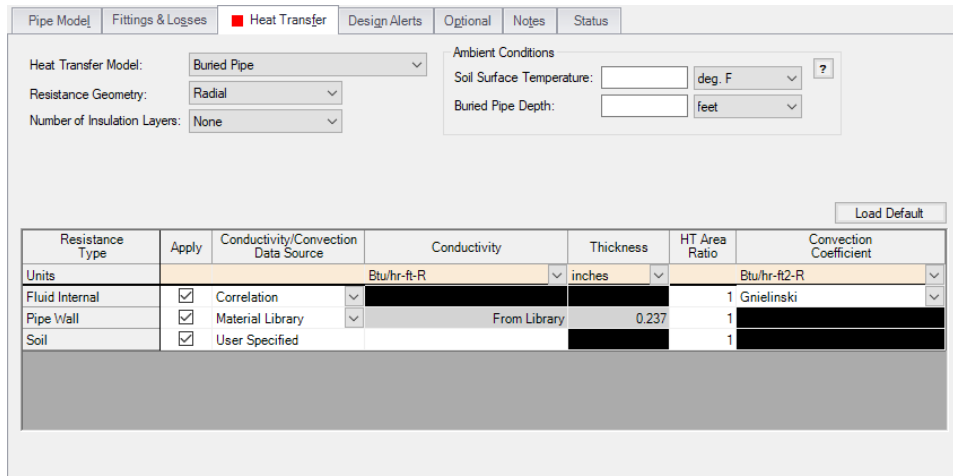 Pipe Model Fittings & Losses Heat Transfer Design Alerts Optional Notes Status
Heat Transfer Model: Buried Pipe
Resistance Geometry: Radial
Number of Insulation Layers: None
Ambient Conditions
Soil Surface Temperature: deg. F ?
Buried Pipe Depth: feet
Load Default
Resistance Type Apply Conductivity/Convection Data Source Conductivity Thickness HT Area Ratio Convection Coefficient
Units Btu/hr-ft-R inches Btu/hr-ft2-R
Fluid Internal Correlation 1 Gnielinski
Pipe Wall Material Library From Library 0.237 1
Soil User Specified 1